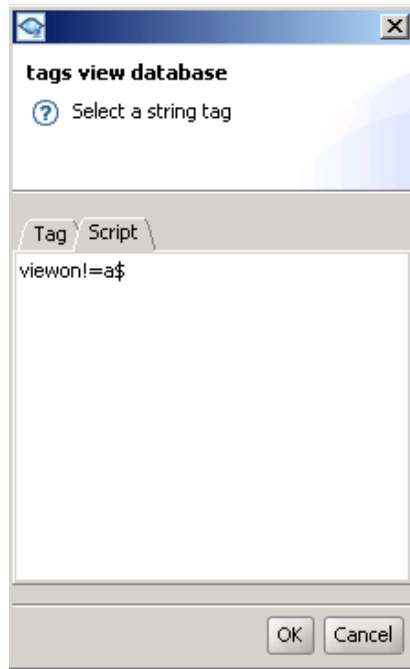 tags view database
Select a string tag
Tag Script
viewon!=a$
OK Cancel